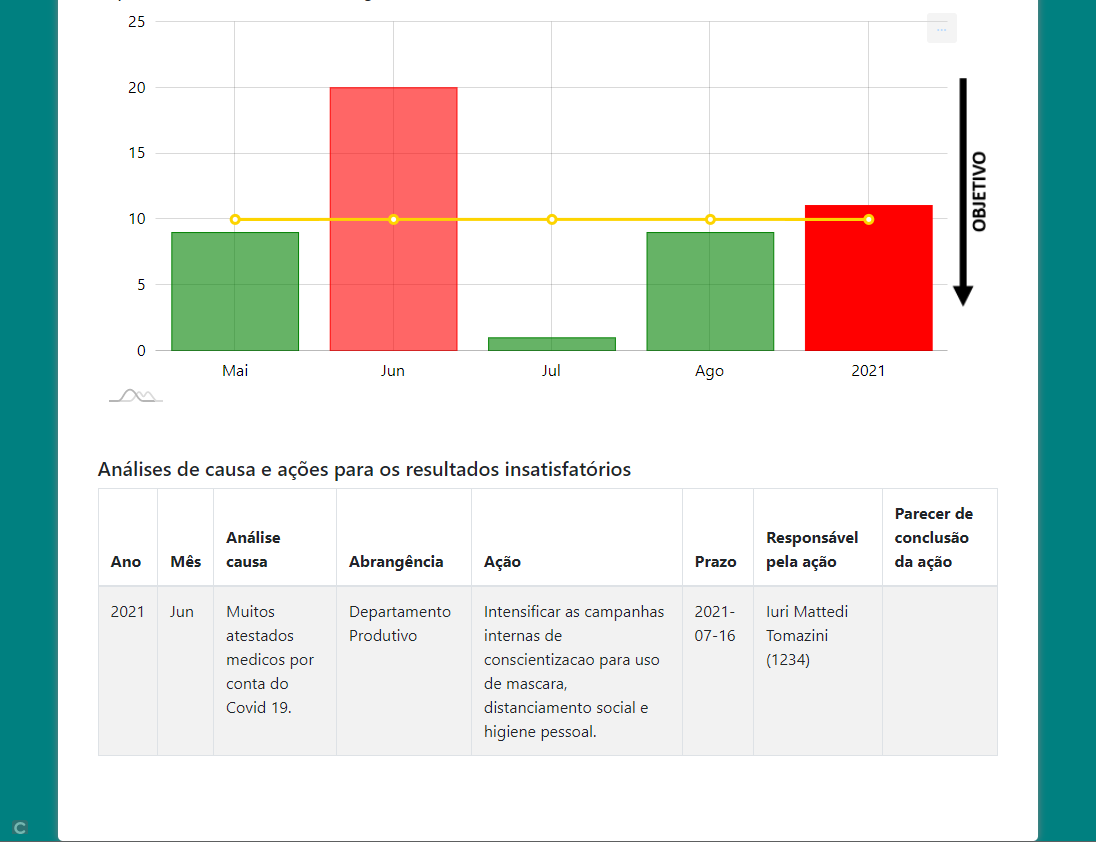 25
20
15
10
5
0
Mai Jun Jul Ago 2021
...
OBJETIVO
Análises de causa e ações para os resultados insatisfatórios
Ano
Mês
Análise
causa
Abrangência
Ação
Prazo
Responsável
pela ação
Parecer de
conclusão
da ação
2021
Jun
Muitos
atestados
medicos por
conta do
Covid 19.
Departamento
Produtivo
Intensificar as campanhas
internas de
conscientizacao para uso
de mascara,
distanciamento social e
higiene pessoal.
2021-
07-16
Iuri Mattedi
Tomazini
(1234)
C